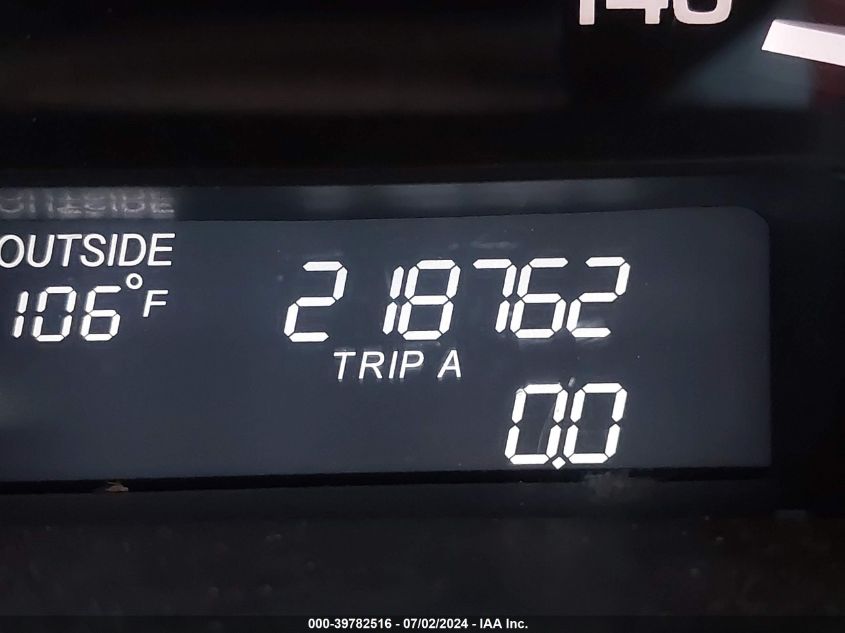 140
OUTSIDE
106°F 218762
TRIP A
0.0
000-39782516 - 07/02/2024 - IAA Inc.